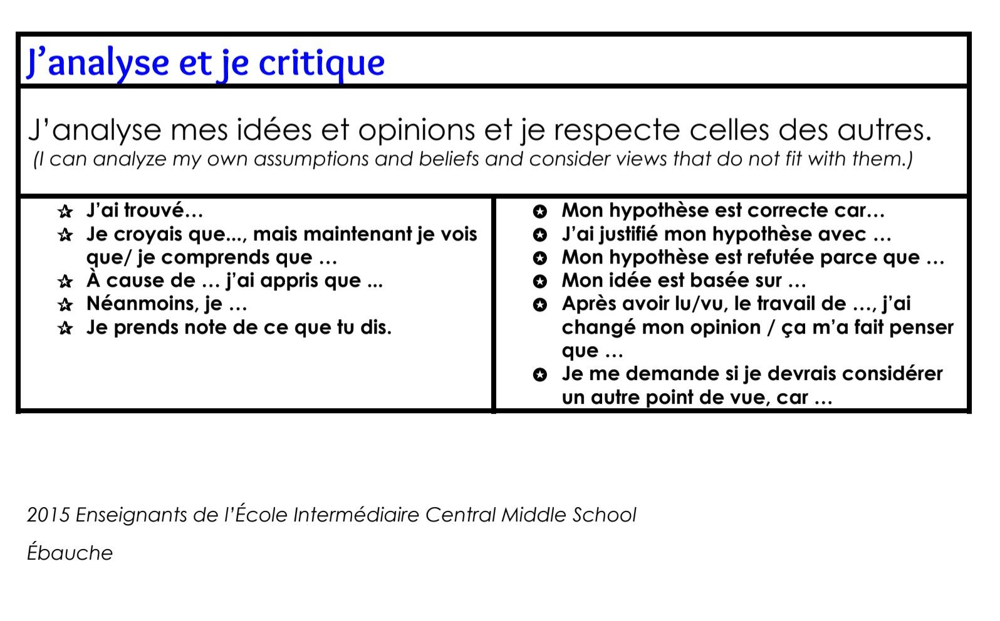 J’analyse et je critique
J’analyse mes idées et opinions et je respecte celles des autres.
(I can analyze my own assumptions and beliefs and consider views that do not fit with them.)
J’ai trouvé…
Je croyais que..., mais maintenant je vois
que/ je comprends que …
À cause de … j’ai appris que ...
Néanmoins, je …
Je prends note de ce que tu dis.
Mon hypothèse est correcte car…
J’ai justifié mon hypothèse avec …
Mon hypothèse est refutée parce que …
Mon idée est basée sur …
Après avoir lu/vu, le travail de …, j’ai
changé mon opinion / ça m’a fait penser
que …
Je me demande si je devrais considérer
un autre point de vue, car …
2015 Enseignants de l’École Intermédiaire Central Middle School
Ébauche